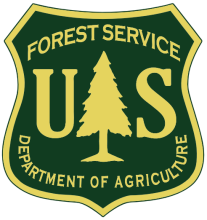 FOREST SERVICE
U S
DEPARTMENT OF AGRICULTURE